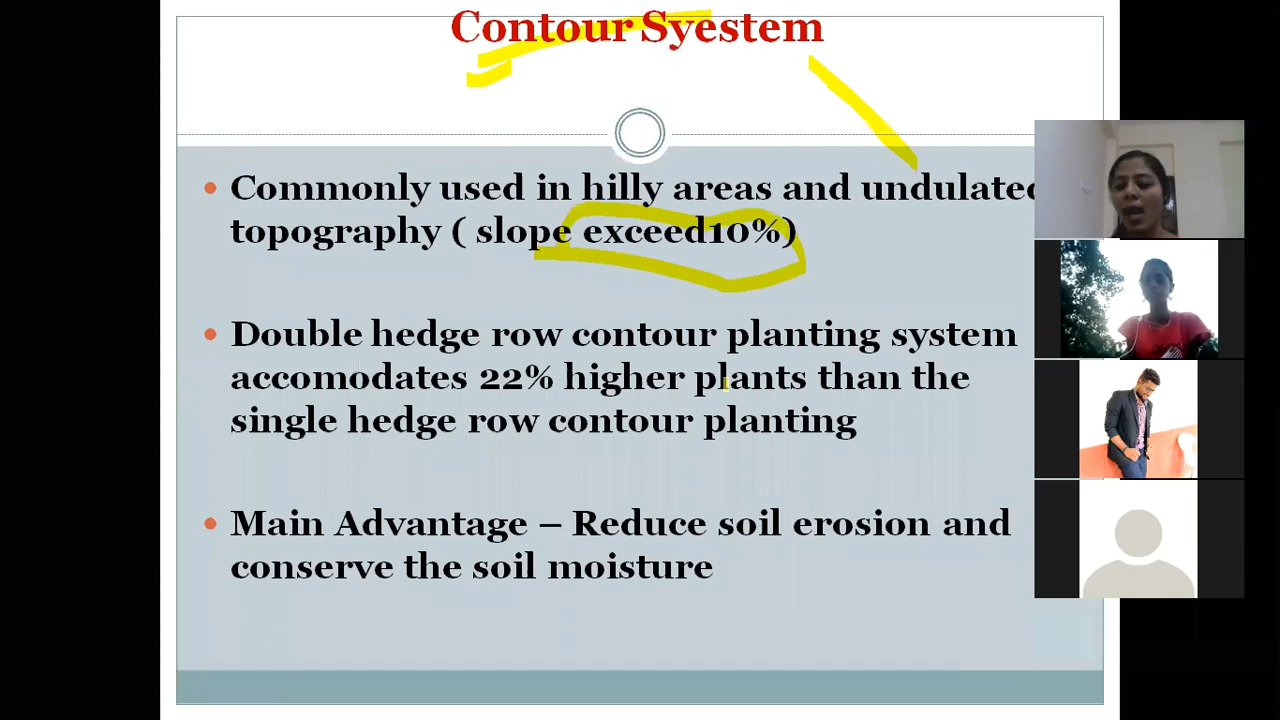 Contour Syestem
• Commonly used in hilly areas and undulated
topography ( slope exceed10%)
• Double hedge row contour planting system
accomodates 22% higher plants than the
single hedge row contour planting
• Main Advantage – Reduce soil erosion and
conserve the soil moisture